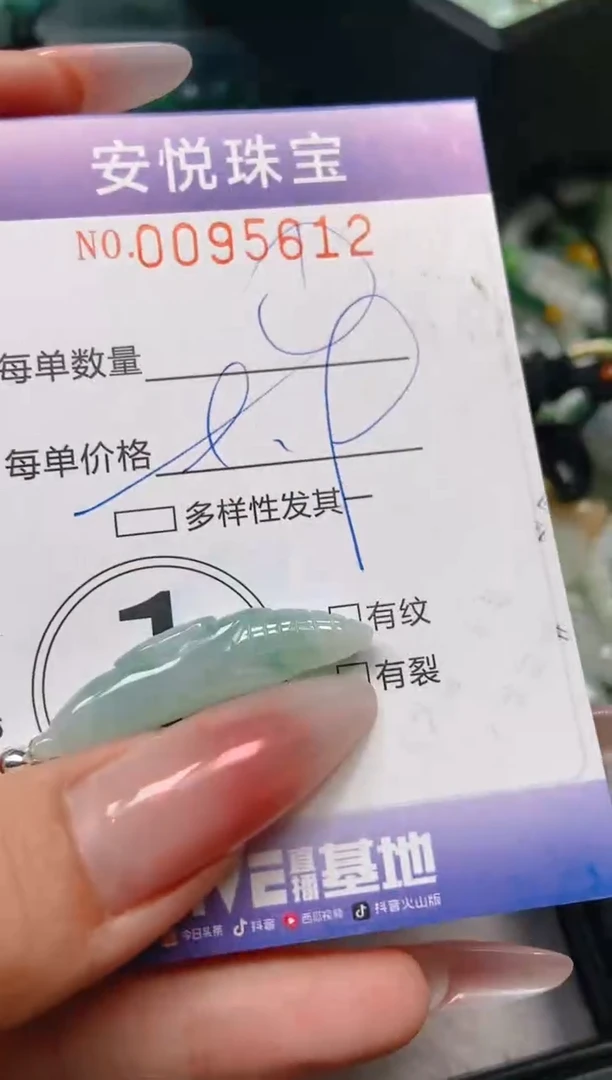 安悦珠宝
NO.0095612
每单数量
每单价格
多样性发其一
1
有纹
有裂
VE直播基地
今日头条 抖音 西瓜视频 抖音火山版